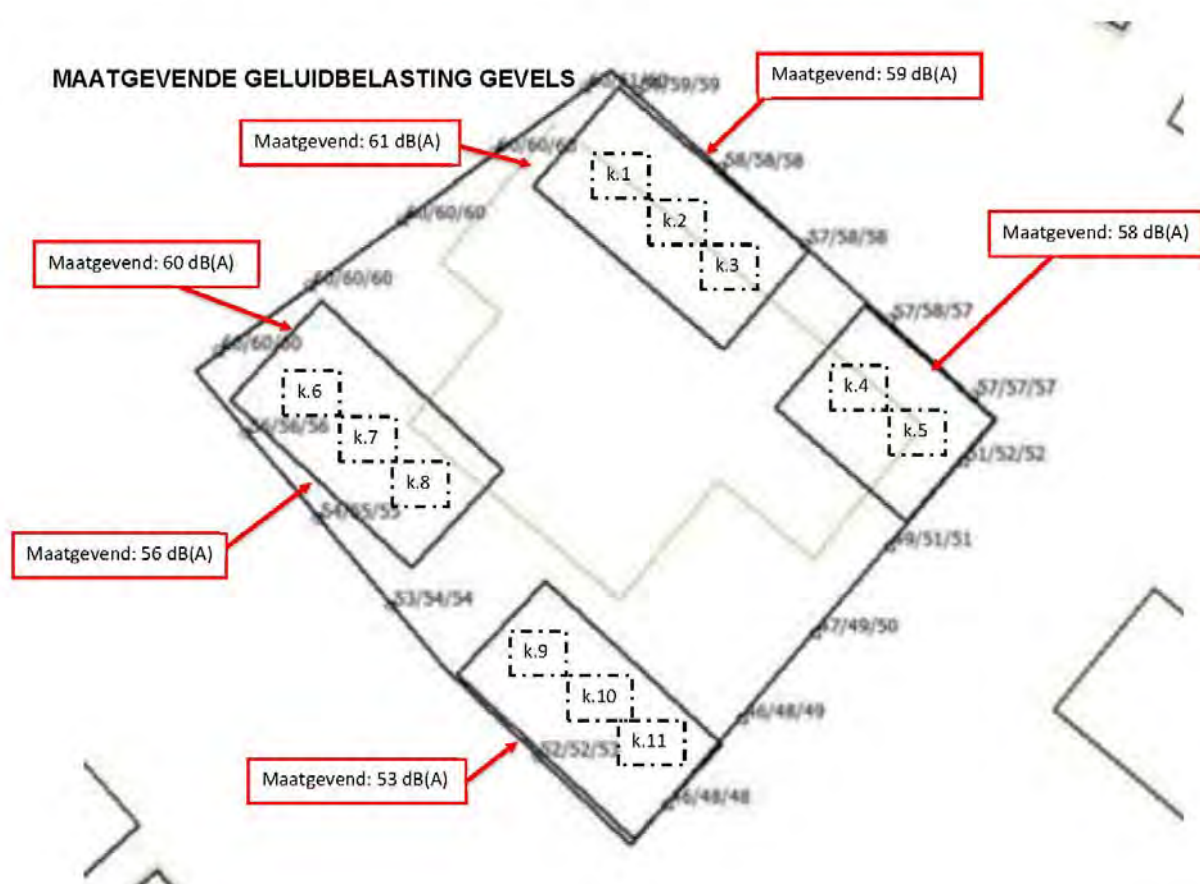 MAATGEVENDE GELUIDBELASTING GEVELS
Maatgevend: 59 dB(A)
Maatgevend: 61 dB(A)
60/60/60
58/58/58
k.1
k.2
k.3
60/60/60
57/58/58
Maatgevend: 58 dB(A)
Maatgevend: 60 dB(A)
60/60/60
57/58/57
60/60/60
k.4
k.5
57/57/57
k.6
k.7
k.8
56/56/56
51/52/52
54/55/55
Maatgevend: 56 dB(A)
49/51/51
53/54/54
47/49/50
k.9
k.10
k.11
46/48/49
52/52/53
Maatgevend: 53 dB(A)
46/48/48